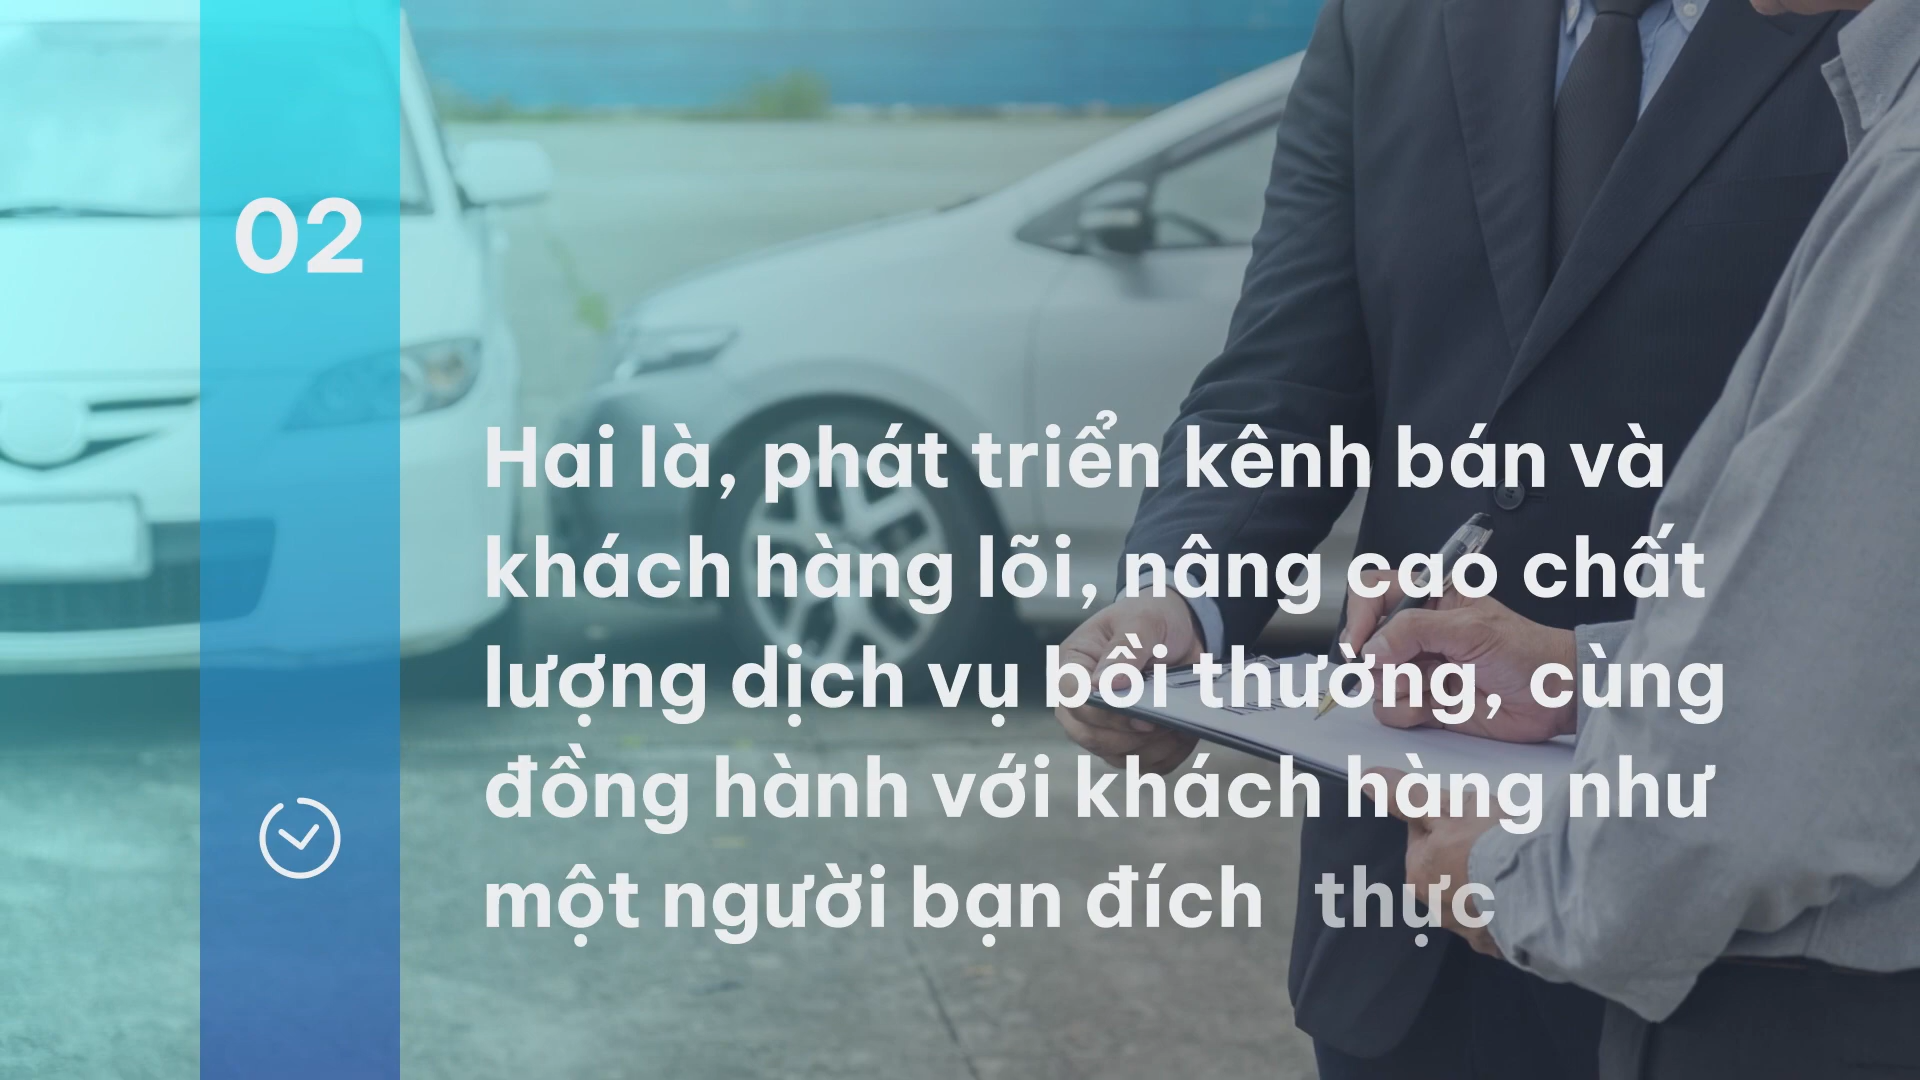 02
Hai là, phát triển kênh bán và
khách hàng lõi, nâng cao chất
lượng dịch vụ bồi thường, cùng
đồng hành với khách hàng như
một người bạn đích thực